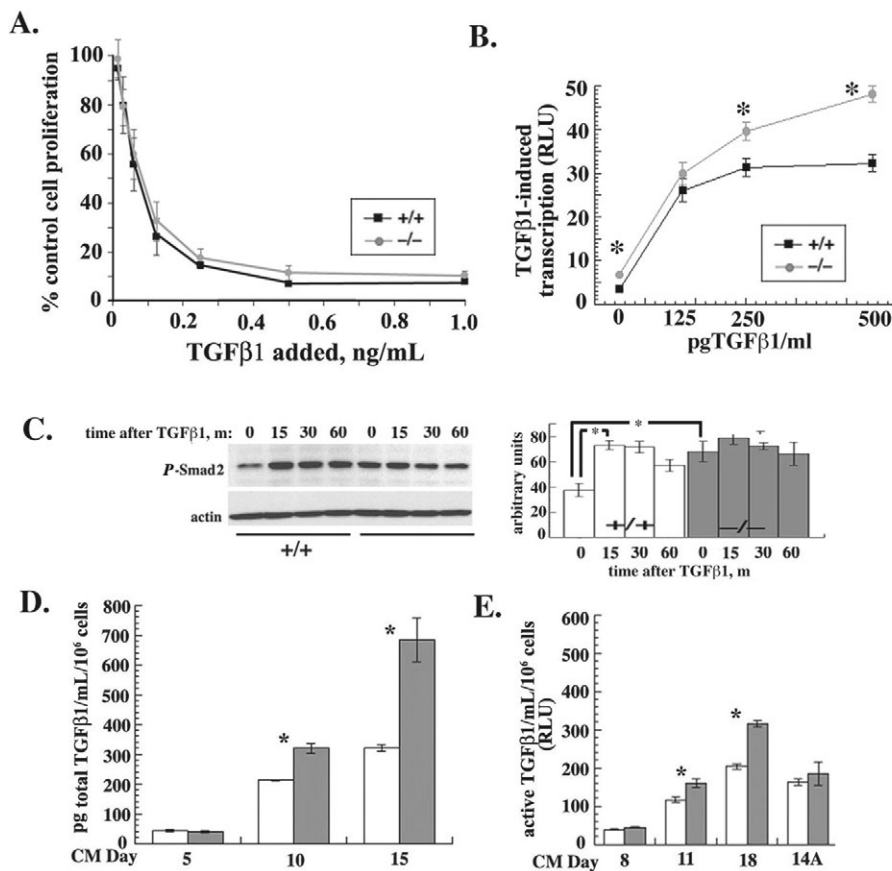 A.
100
80
60
40
20
0
% control cell proliferation
+/+
−/−
0 0.2 0.4 0.6 0.8 1.0
TGFβ1 added, ng/mL
B.
50
40
30
20
10
0
TGFβ1-induced
transcription (RLU)
*
*
*
+/+
−/−
0 125 250 500
pgTGFβ1/ml
C.
time after TGFβ1, m: 0 15 30 60 0 15 30 60
P-Smad2
actin
+/+
80
60
40
20
0
arbitrary units
*
*
+/+
−/−
0 15 30 60 0 15 30 60
time after TGFβ1, m
D.
800
700
600
500
400
300
200
100
0
pg total TGFβ1/mL/10⁶ cells
*
*
CM Day 5 10 15
E.
600
500
400
300
200
100
0
active TGFβ1/mL/10⁶ cells
(RLU)
*
*
CM Day 8 11 18 14A